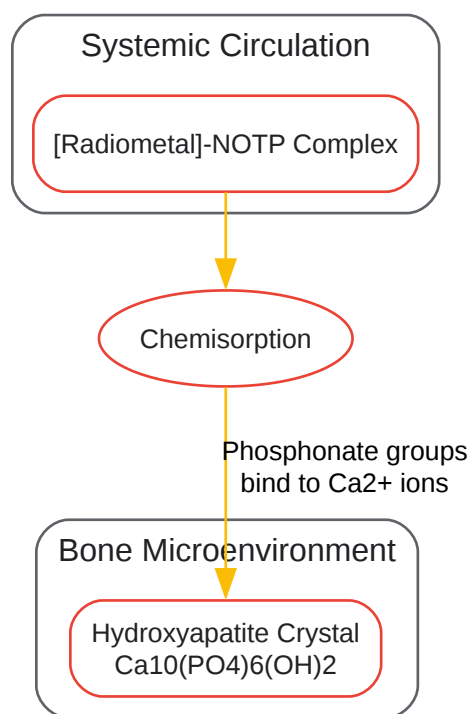 Systemic Circulation
[Radiometal]-NOTP Complex
Chemisorption
Phosphonate groups
bind to Ca2+ ions
Bone Microenvironment
Hydroxyapatite Crystal
Ca10(PO4)6(OH)2